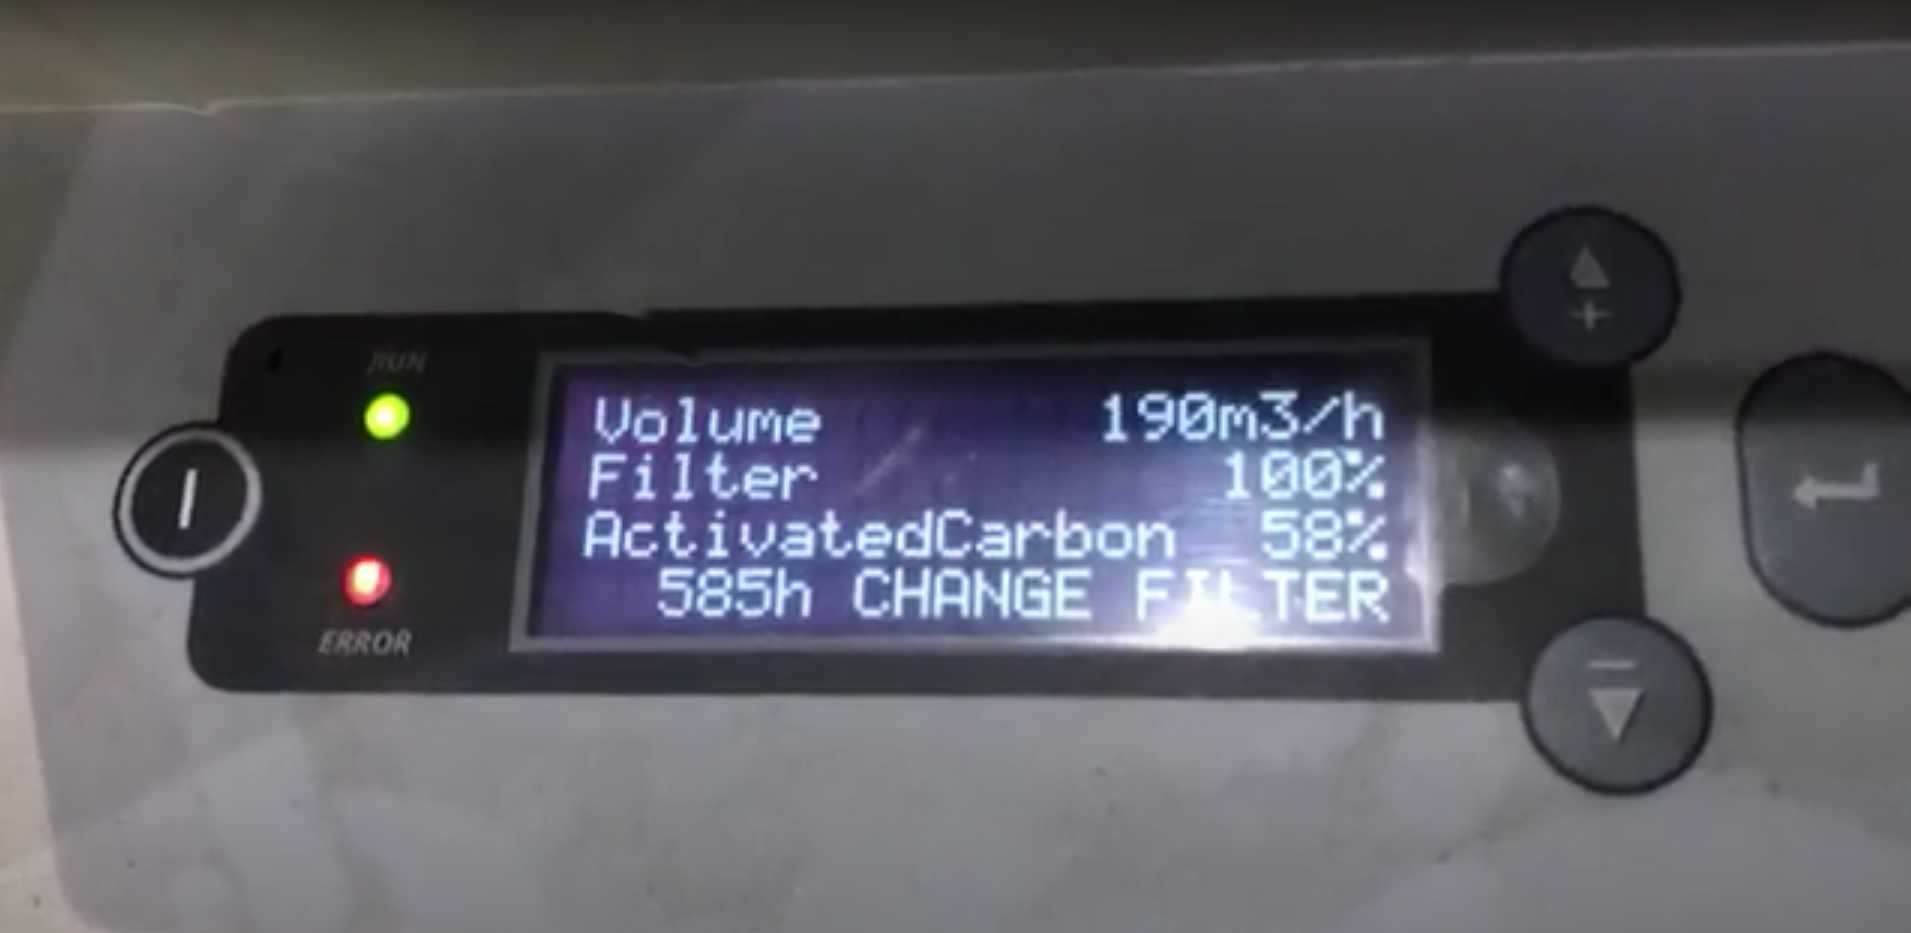 RUN
Volume 190m3/h
Filter 100%
ActivatedCarbon 58%
585h CHANGE FILTER
ERROR